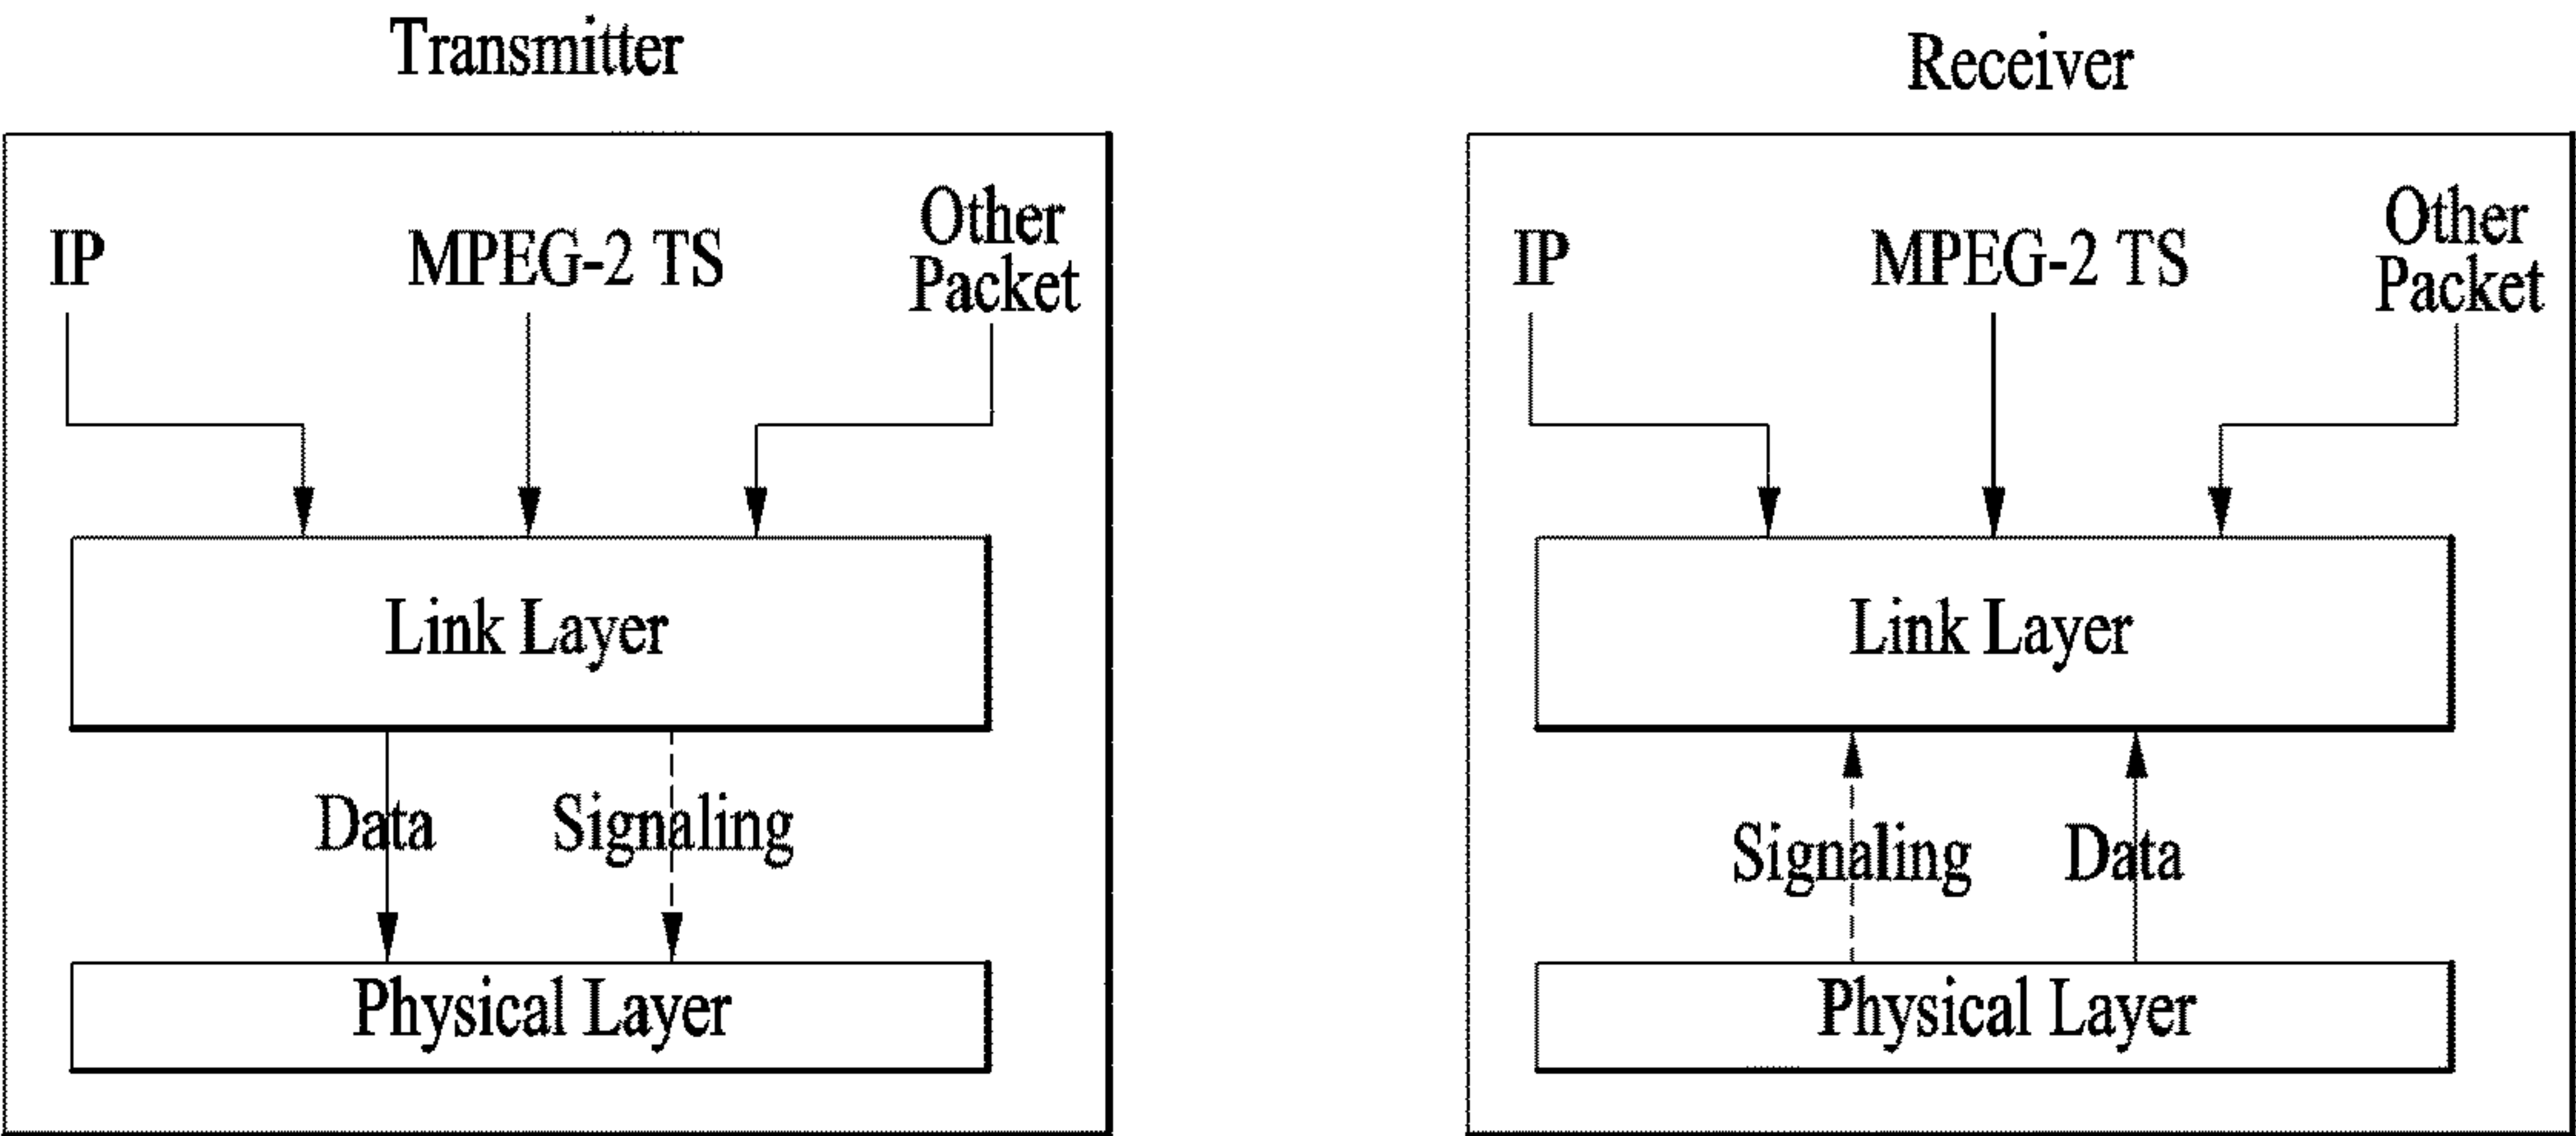 Transmitter
IP
MPEG-2 TS
Other
Packet
Link Layer
Data
Signaling
Physical Layer
Receiver
IP
MPEG-2 TS
Other
Packet
Link Layer
Signaling
Data
Physical Layer